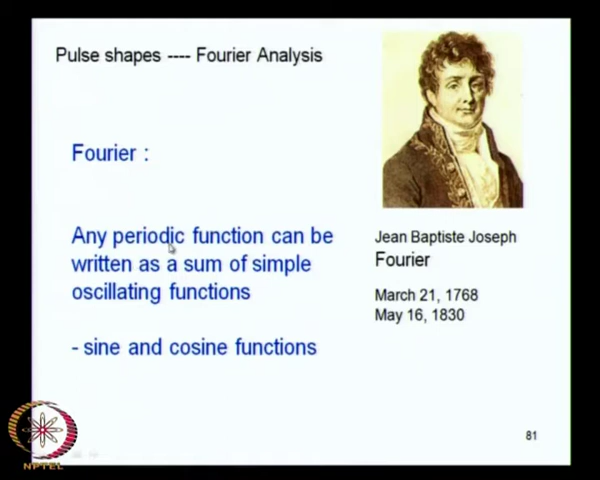 Pulse shapes ---- Fourier Analysis
Fourier :
Any periodic function can be
written as a sum of simple
oscillating functions
- sine and cosine functions
Jean Baptiste Joseph
Fourier
March 21, 1768
May 16, 1830
81
NPTEL